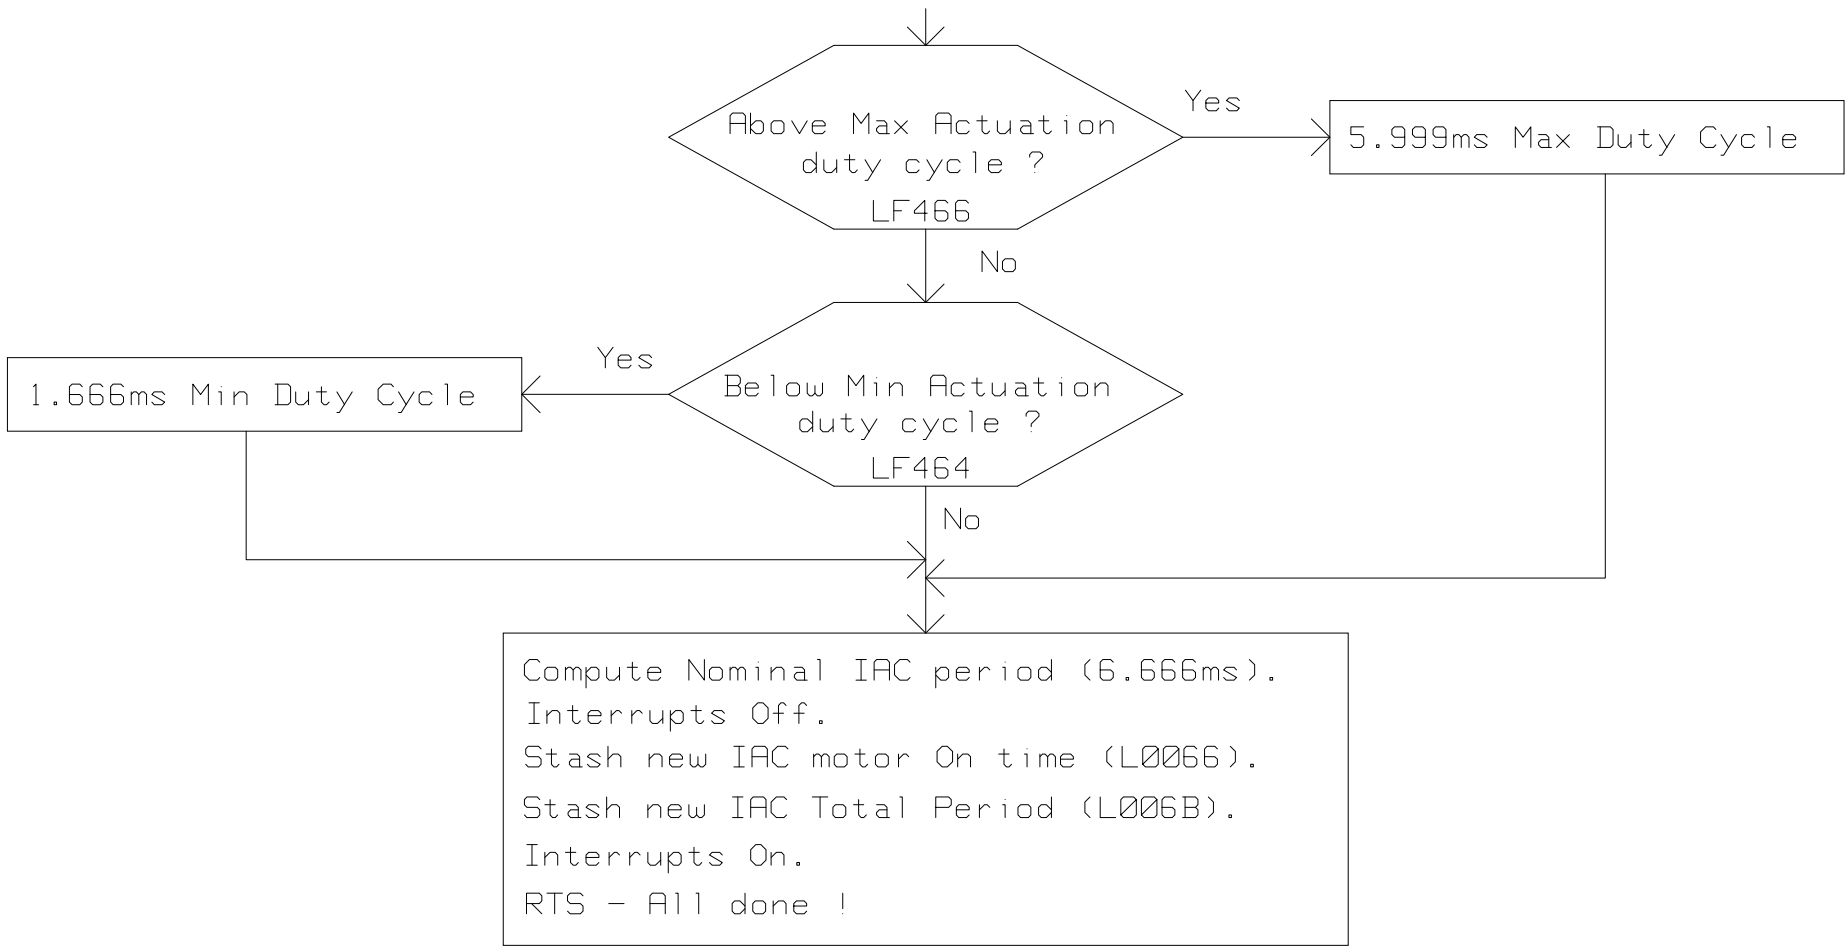 Yes
Above Max Actuation
duty cycle ?
LF466
5.999ms Max Duty Cycle
No
Yes
Below Min Actuation
duty cycle ?
LF464
1.666ms Min Duty Cycle
No
Compute Nominal IAC period (6.666ms).
Interrupts Off.
Stash new IAC motor On time (L0066).
Stash new IAC Total Period (L006B).
Interrupts On.
RTS - All done !